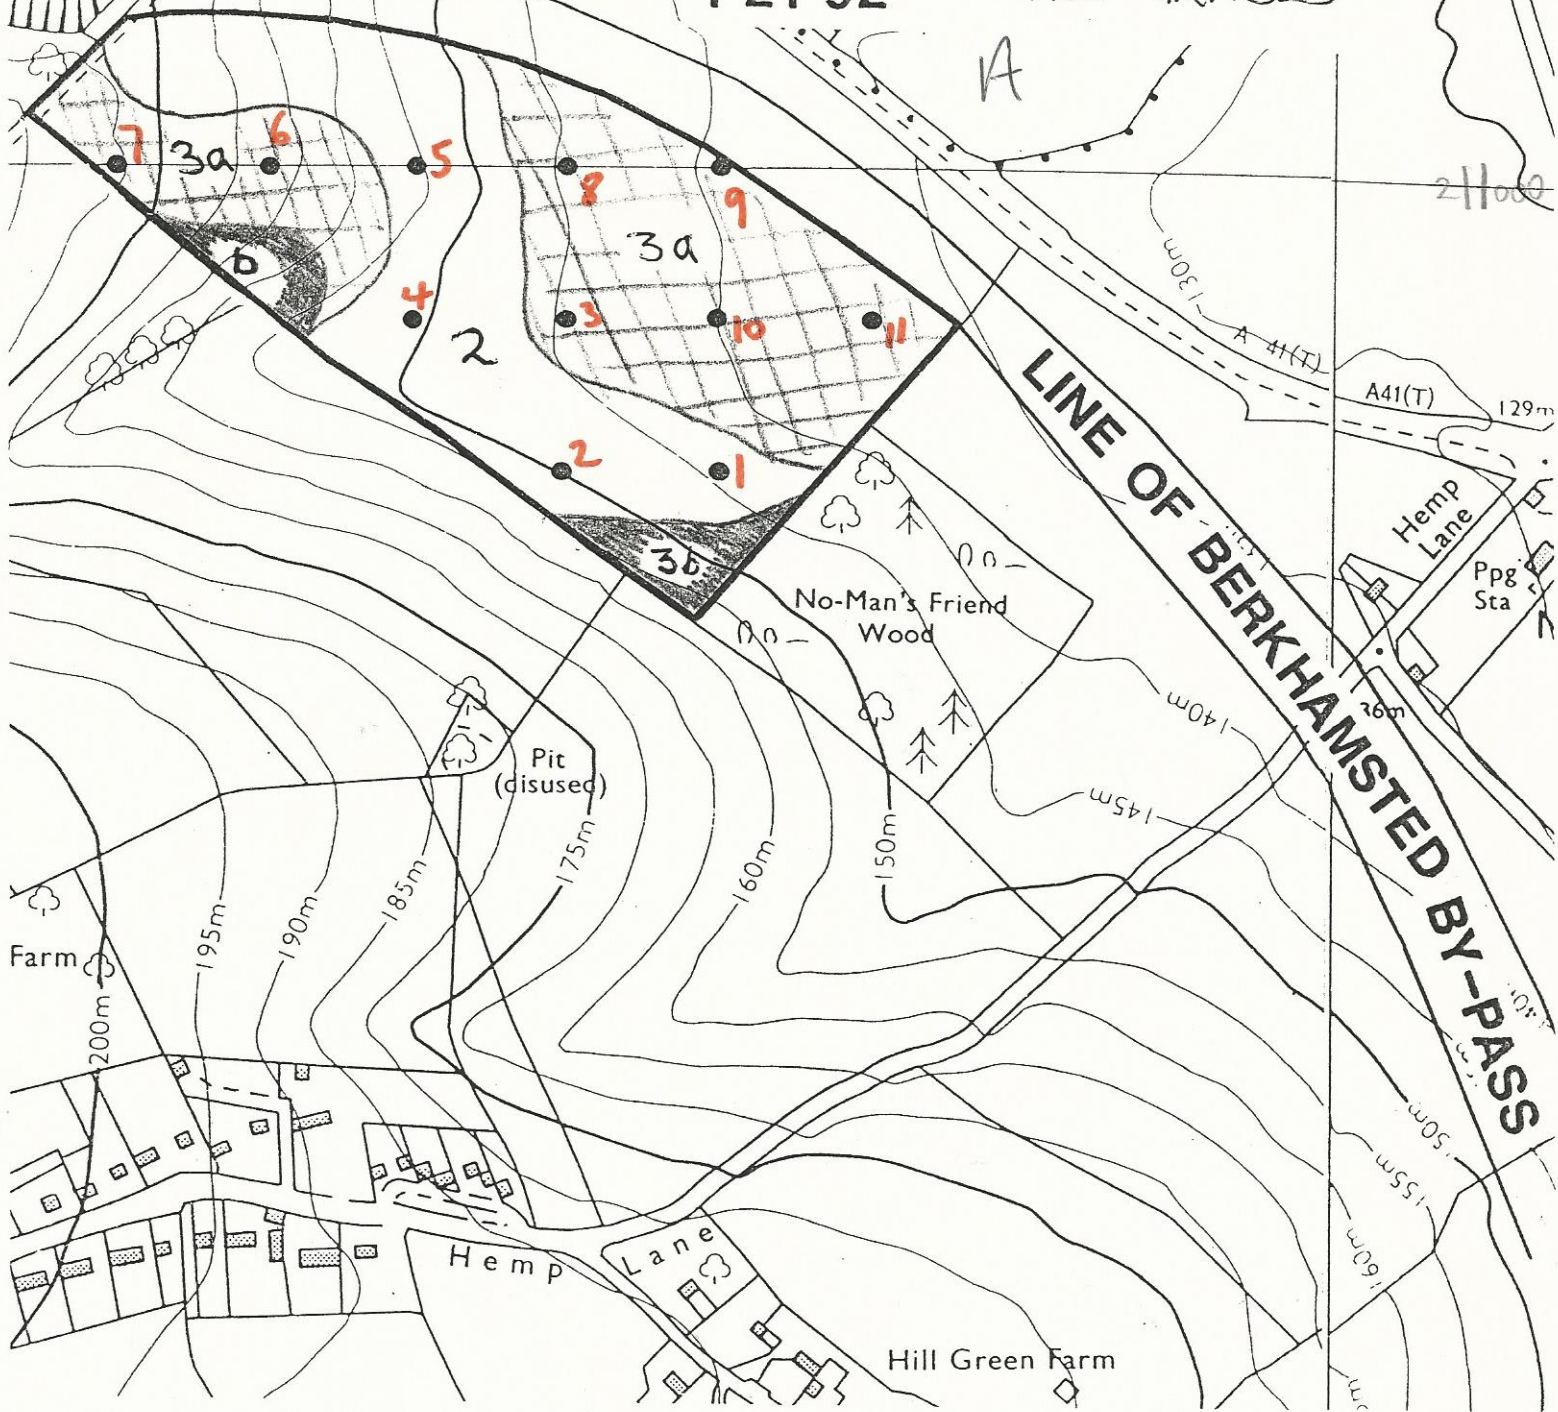 A
211000
7
3a
6
5
8
9
3a
b
4
3
10
11
2
2
1
3b
130m
A 41(T)
A41(T)
129m
LINE OF BERKHAMSTED BY-PASS
Hemp
Lane
Ppg
Sta
No-Man's Friend
Wood
140m
36m
145m
Pit
(disused)
175m
160m
150m
185m
190m
195m
Farm
200m
50m
155m
160m
Hemp Lane
Hill Green Farm